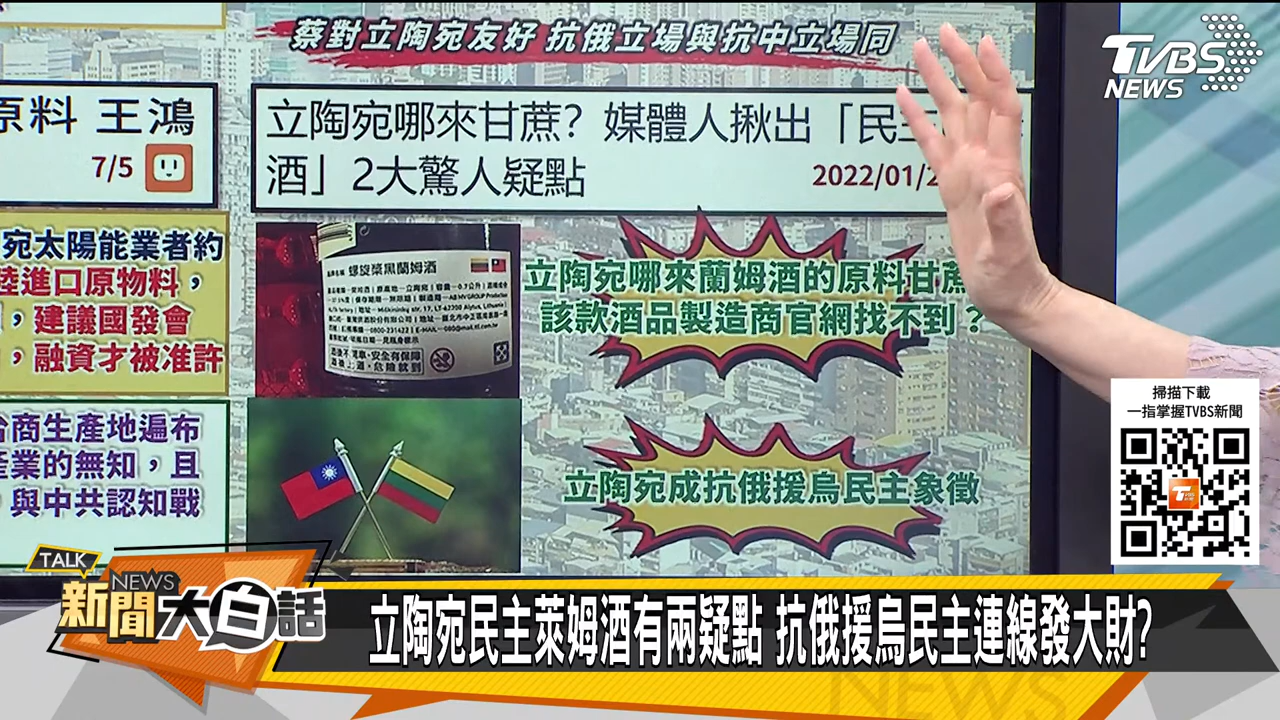 蔡對立陶宛友好 抗俄立場與抗中立場同
TVBS
NEWS
原料 王鴻
7/5
立陶宛哪來甘蔗？媒體人揪出「民主
酒」2大驚人疑點
2022/01/2
宛太陽能業者約
陸進口原物料，
，建議國發會
，融資才被准許
螺旋槳黑蘭姆酒
立陶宛哪來蘭姆酒的原料甘蔗
該款酒品製造商官網找不到？
台商生產地遍布
產業的無知，且
與中共認知戰
立陶宛成抗俄援烏民主象徵
掃描下載
一指掌握TVBS新聞
TALK
NEWS
新聞大白話
立陶宛民主萊姆酒有兩疑點 抗俄援烏民主連線發大財?
NEWS